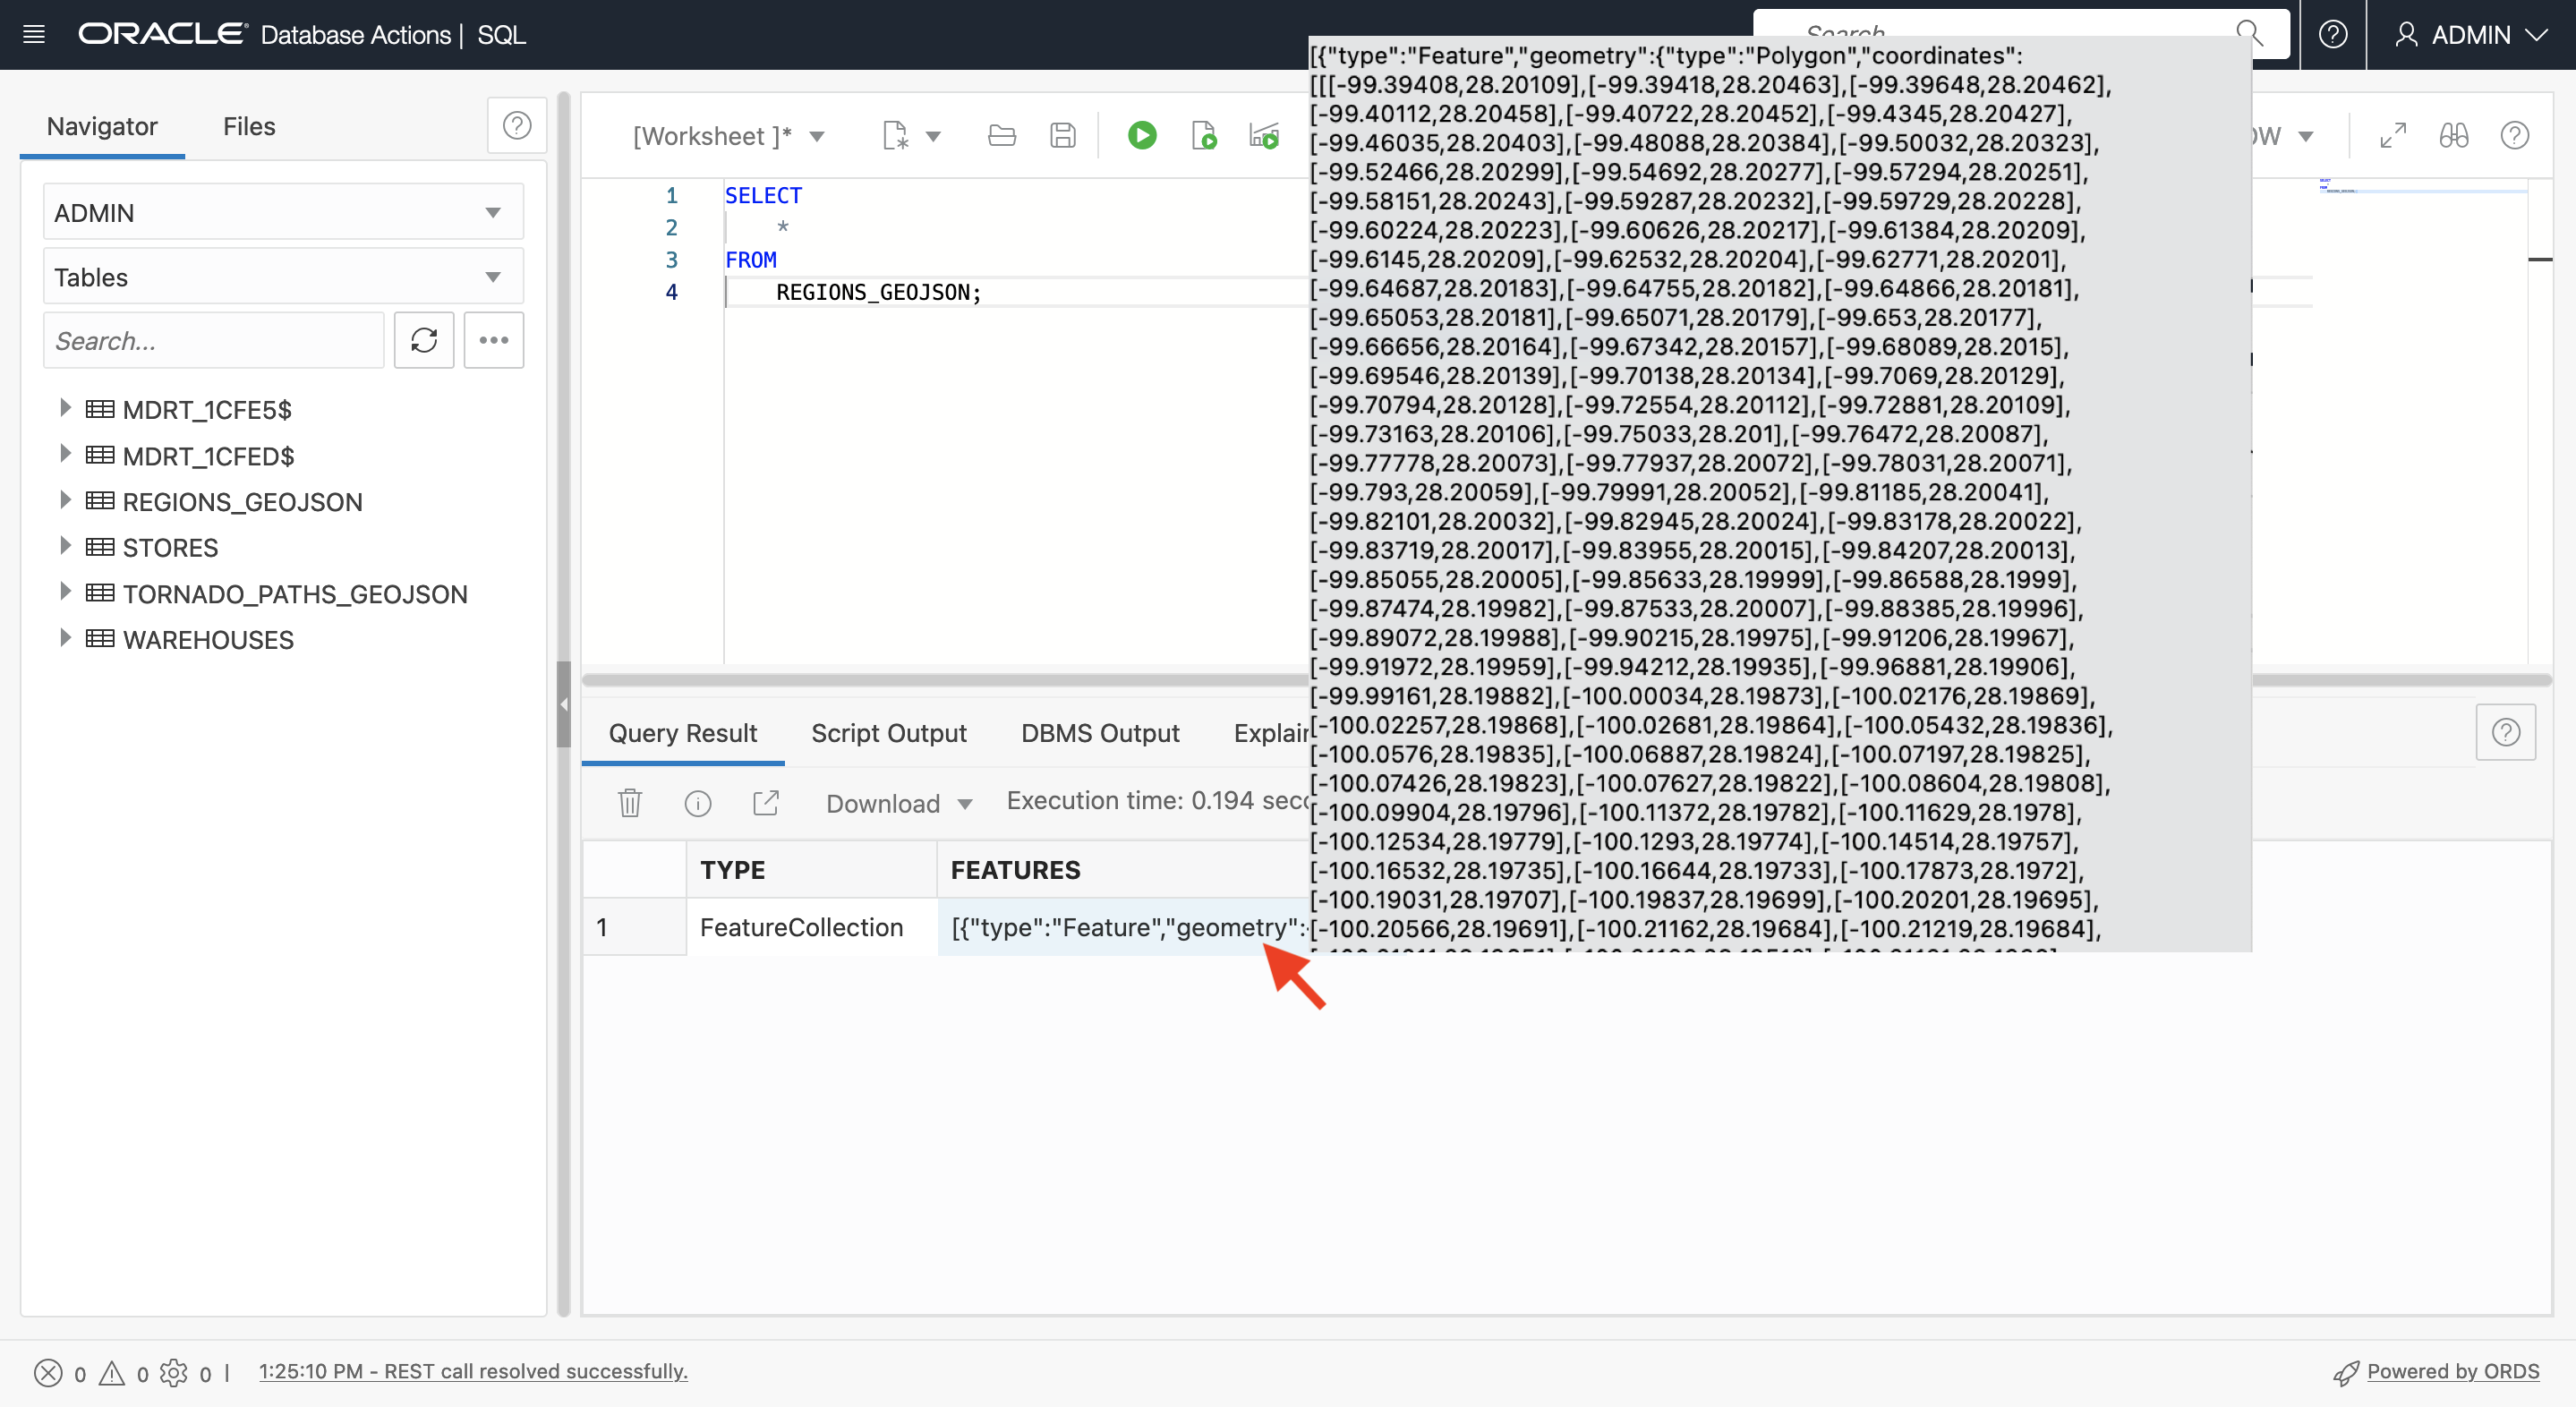 ORACLE® Database Actions | SQL
Search
ADMIN
Navigator
Files
ADMIN
Tables
Search...
MDRT_1CFE5$
MDRT_1CFED$
REGIONS_GEOJSON
STORES
TORNADO_PATHS_GEOJSON
WAREHOUSES
[Worksheet ]*
1 SELECT
2 *
3 FROM
4 REGIONS_GEOJSON;
[{"type":"Feature","geometry":{"type":"Polygon","coordinates":
[[[-99.39408,28.20109],[-99.39418,28.20463],[-99.39648,28.20462],
[-99.40112,28.20458],[-99.40722,28.20452],[-99.4345,28.20427],
[-99.46035,28.20403],[-99.48088,28.20384],[-99.50032,28.20323],
[-99.52466,28.20299],[-99.54692,28.20277],[-99.57294,28.20251],
[-99.58151,28.20243],[-99.59287,28.20232],[-99.59729,28.20228],
[-99.60224,28.20223],[-99.60626,28.20217],[-99.61384,28.20209],
[-99.6145,28.20209],[-99.62532,28.20204],[-99.62771,28.20201],
[-99.64687,28.20183],[-99.64755,28.20182],[-99.64866,28.20181],
[-99.65053,28.20181],[-99.65071,28.20179],[-99.653,28.20177],
[-99.66656,28.20164],[-99.67342,28.20157],[-99.68089,28.2015],
[-99.69546,28.20139],[-99.70138,28.20134],[-99.7069,28.20129],
[-99.70794,28.20128],[-99.72554,28.20112],[-99.72881,28.20109],
[-99.73163,28.20106],[-99.75033,28.201],[-99.76472,28.20087],
[-99.77778,28.20073],[-99.77937,28.20072],[-99.78031,28.20071],
[-99.793,28.20059],[-99.79991,28.20052],[-99.81185,28.20041],
[-99.82101,28.20032],[-99.82945,28.20024],[-99.83178,28.20022],
[-99.83719,28.20017],[-99.83955,28.20015],[-99.84207,28.20013],
[-99.85055,28.20005],[-99.85633,28.19999],[-99.86588,28.1999],
[-99.87474,28.19982],[-99.87533,28.20007],[-99.88385,28.19996],
[-99.89072,28.19988],[-99.90215,28.19975],[-99.91206,28.19967],
[-99.91972,28.19959],[-99.94212,28.19935],[-99.96881,28.19906],
[-99.99161,28.19882],[-100.00034,28.19873],[-100.02176,28.19869],
[-100.02257,28.19868],[-100.02681,28.19864],[-100.05432,28.19836],
[-100.0576,28.19835],[-100.06887,28.19824],[-100.07197,28.19825],
[-100.07426,28.19823],[-100.07627,28.19822],[-100.08604,28.19808],
[-100.09904,28.19796],[-100.11372,28.19782],[-100.11629,28.1978],
[-100.12534,28.19779],[-100.1293,28.19774],[-100.14514,28.19757],
[-100.16532,28.19735],[-100.16644,28.19733],[-100.17873,28.1972],
[-100.19031,28.19707],[-100.19837,28.19699],[-100.20201,28.19695],
[-100.20566,28.19691],[-100.21162,28.19684],[-100.21219,28.19684],
Query Result
Script Output
DBMS Output
Explai
Download
Execution time: 0.194 sec
TYPE
FEATURES
1
FeatureCollection
[{"type":"Feature","geometry":
0
0
0
1:25:10 PM - REST call resolved successfully.
Powered by ORDS